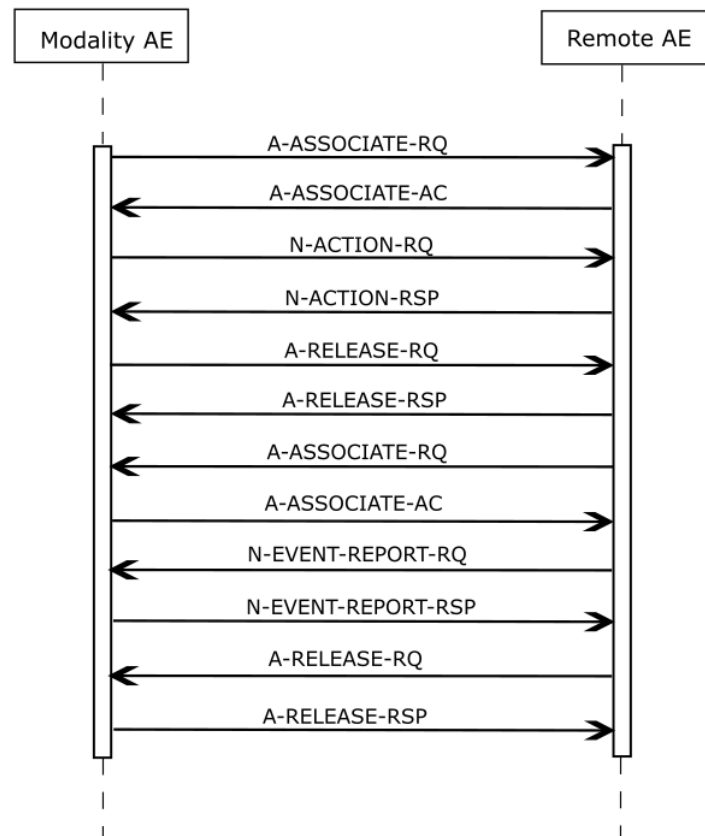 Modality AE
Remote AE
A-ASSOCIATE-RQ
A-ASSOCIATE-AC
N-ACTION-RQ
N-ACTION-RSP
A-RELEASE-RQ
A-RELEASE-RSP
A-ASSOCIATE-RQ
A-ASSOCIATE-AC
N-EVENT-REPORT-RQ
N-EVENT-REPORT-RSP
A-RELEASE-RQ
A-RELEASE-RSP